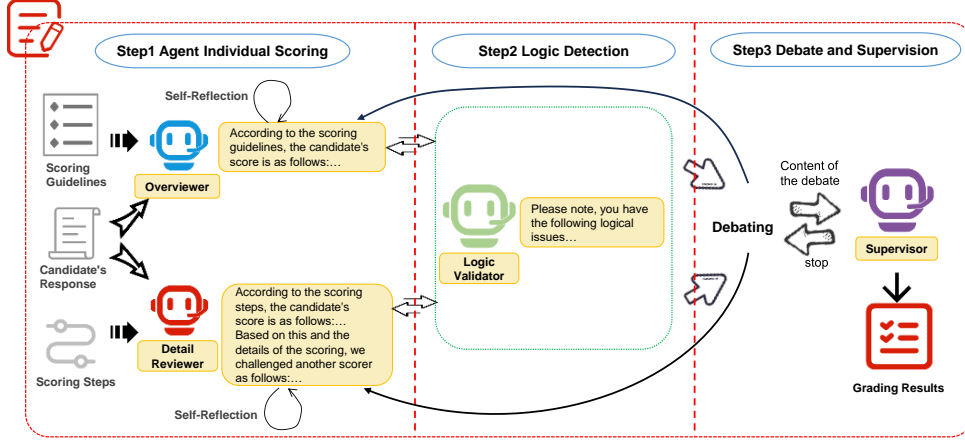 Step1 Agent Individual Scoring
Step2 Logic Detection
Step3 Debate and Supervision
Self-Reflection
According to the scoring
guidelines, the candidate's
score is as follows:…
Scoring
Guidelines
Overviewer
Candidate's
Response
Please note, you have
the following logical
issues…
Logic
Validator
Debating
Content of
the debate
stop
Supervisor
According to the scoring
steps, the candidate's
score is as follows:…
Based on this and the
details of the scoring, we
challenged another scorer
as follows:…
Detail
Reviewer
Scoring Steps
Self-Reflection
Grading Results